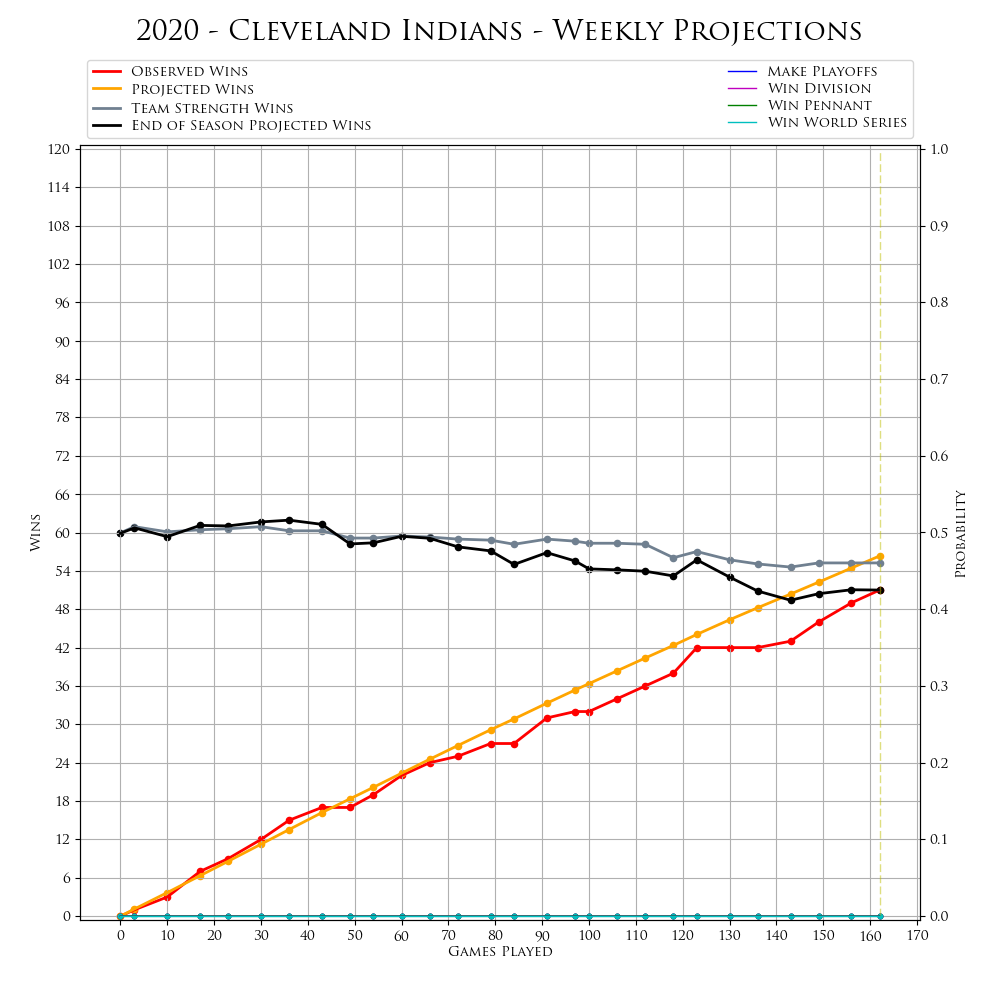 2020 - Cleveland Indians - Weekly Projections
Observed Wins
Projected Wins
Team Strength Wins
End of Season Projected Wins
Make Playoffs
Win Division
Win Pennant
Win World Series
120
114
108
102
96
90
84
78
72
66
60
54
48
42
36
30
24
18
12
6
0
Wins
1.0
0.9
0.8
0.7
0.6
0.5
0.4
0.3
0.2
0.1
0.0
Probability
0 10 20 30 40 50 60 70 80 90 100 110 120 130 140 150 160 170
Games Played